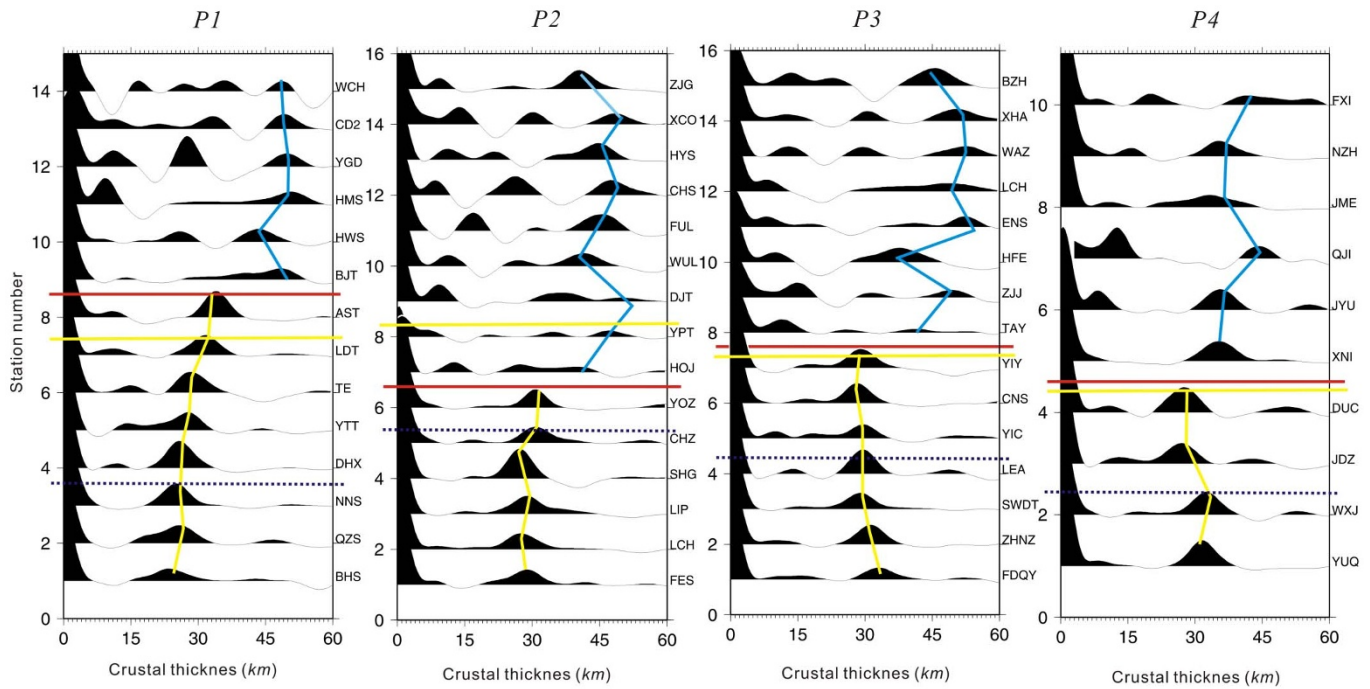 P1
P2
P3
P4
Station number
14
12
10
8
6
4
2
0
WCH
CD2
YGD
HMS
HWS
BJT
AST
LDT
TE
YTT
DHX
NNS
QZS
BHS
0
30
45
60
Crustal thicknes (km)
16
14
12
10
8
6
4
2
0
ZJG
XCO
HYS
CHS
FUL
WUL
DJT
YPT
HOJ
YOZ
CHZ
SHG
LIP
LCH
FES
0
15
30
45
60
Crustal thicknes (km)
16
14
12
10
8
6
4
2
0
BZH
XHA
WAZ
LCH
ENS
HFE
ZJJ
TAY
YIY
CNS
YIC
LEA
SWDT
ZHNZ
FDQY
0
15
30
45
60
Crustal thicknes (km)
10
8
6
4
2
0
FXI
NZH
JME
QJI
JYU
XNI
DUC
JDZ
WXJ
YUQ
0
15
30
45
60
Crustal thicknes (km)